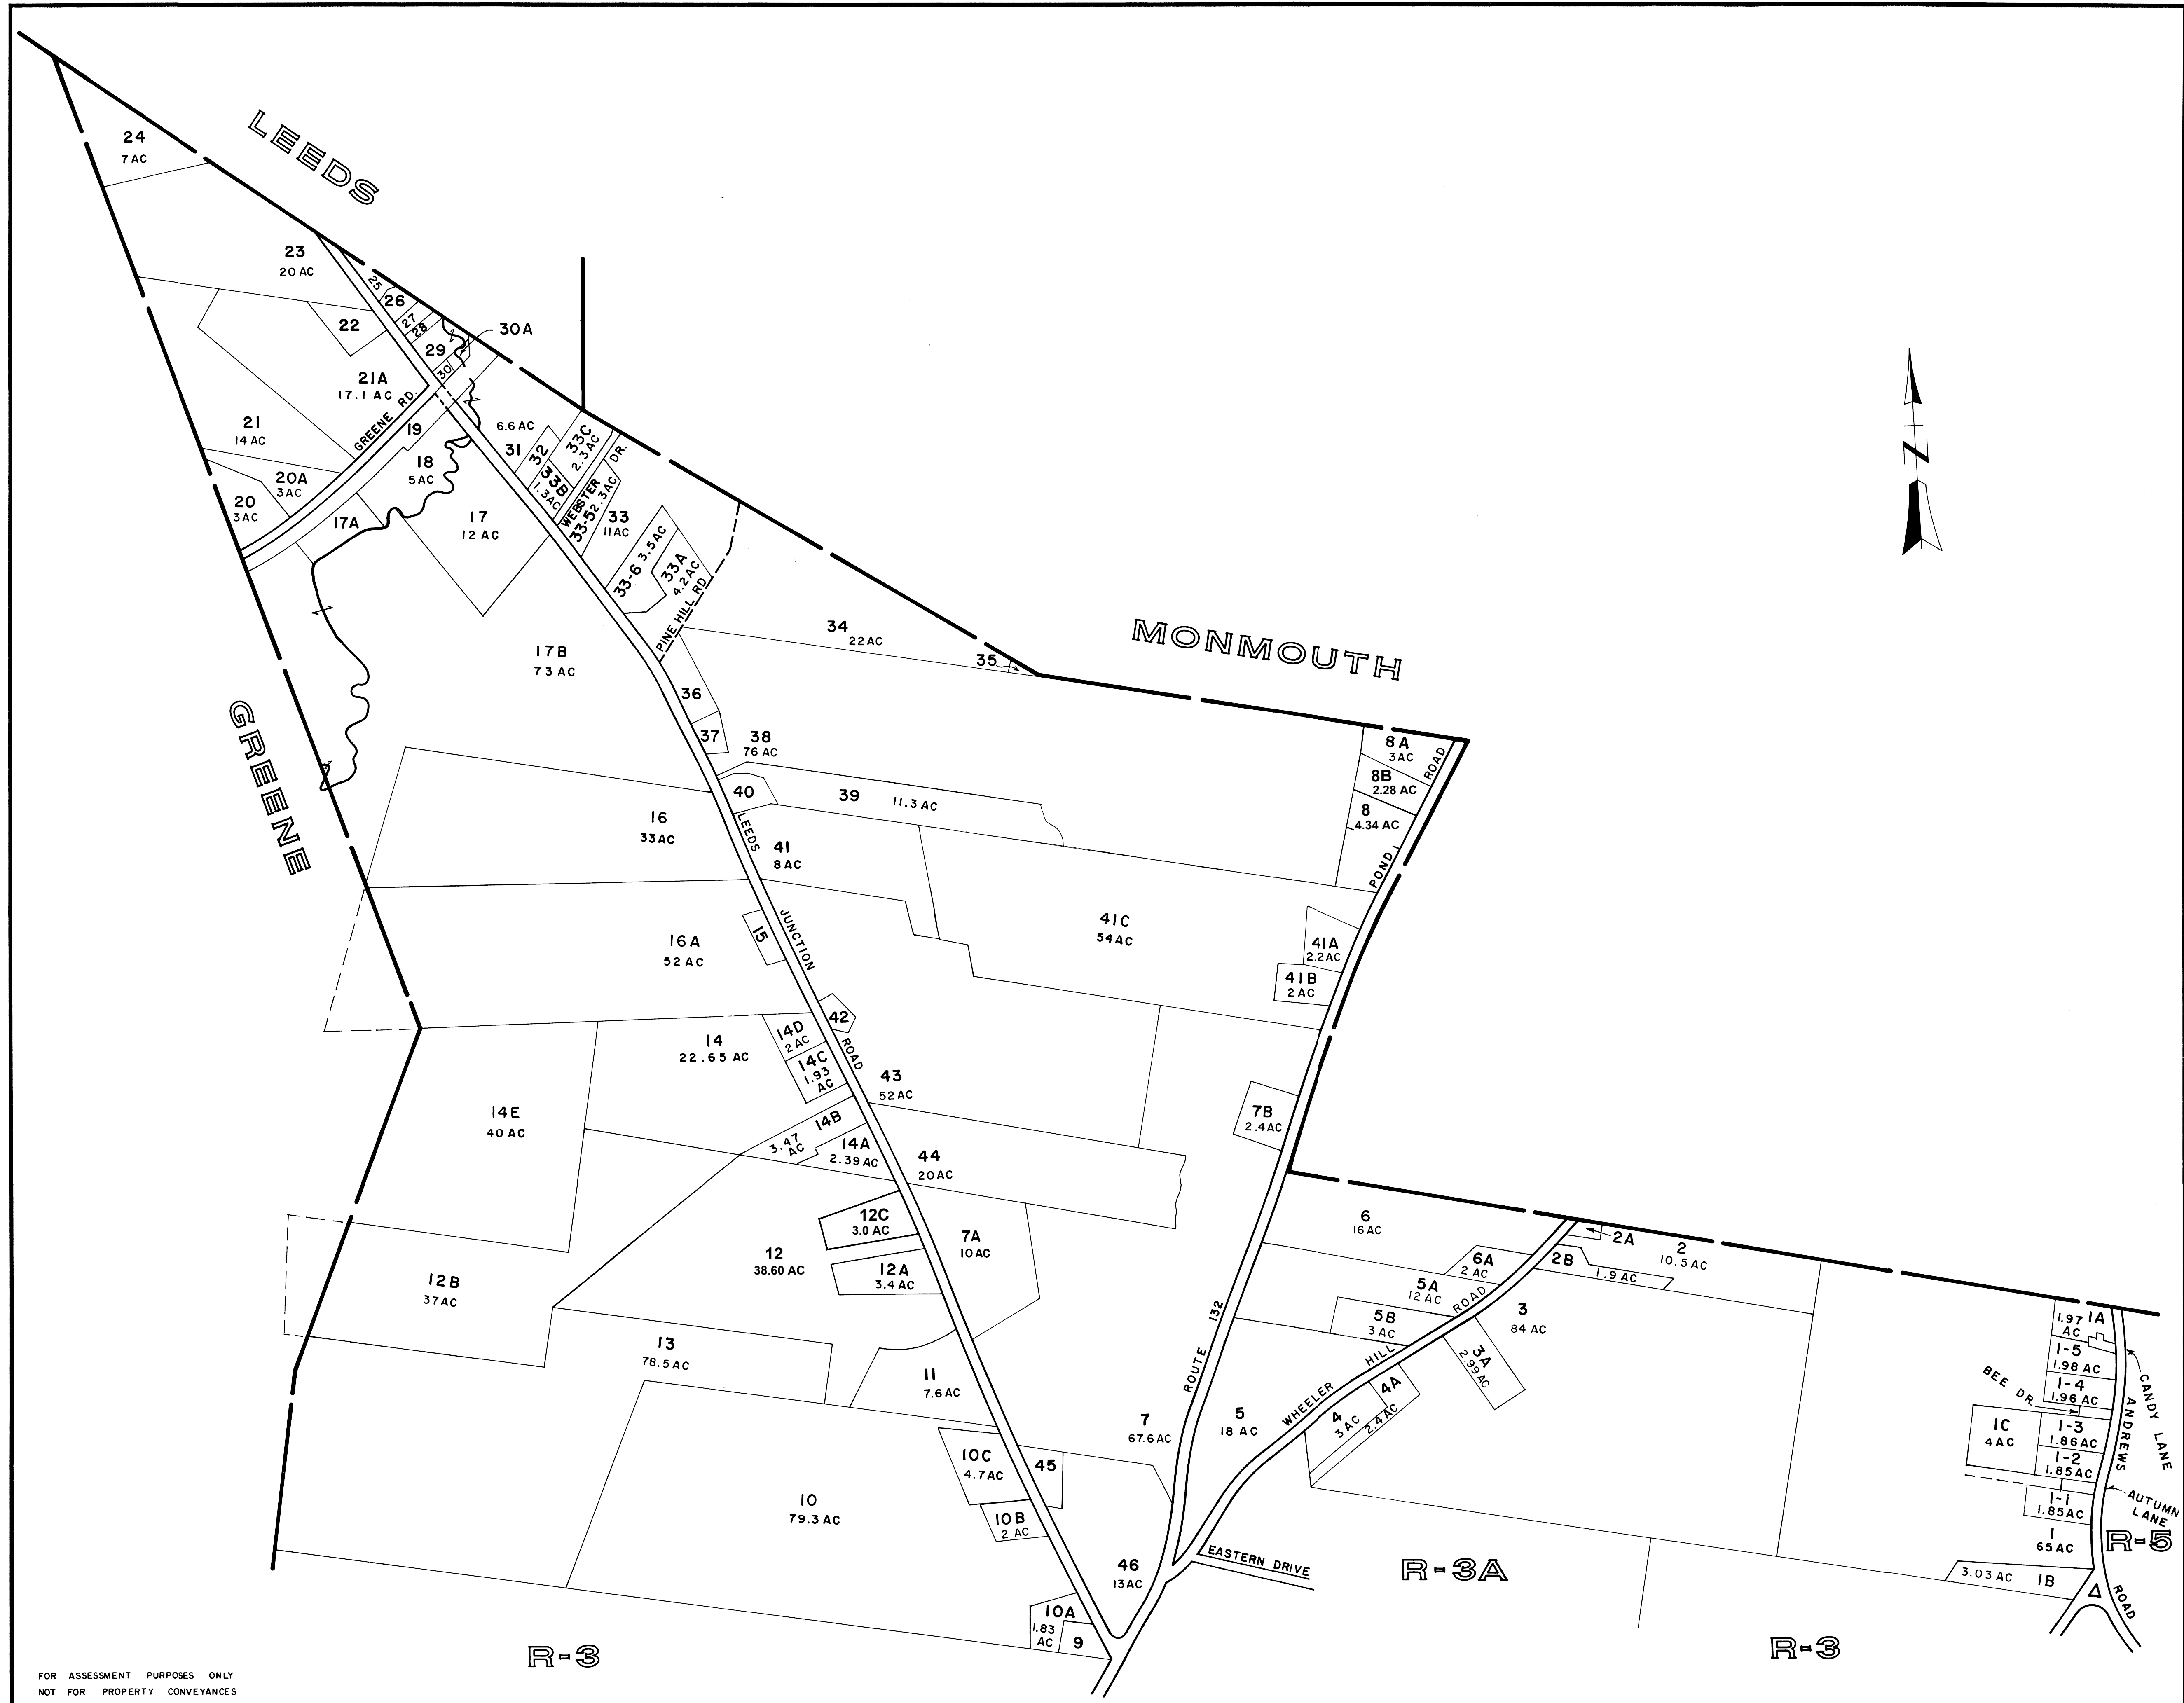 LEEDS
24
7 AC
23
20 AC
25
26
27
28
29
30
30A
22
21A
17.1 AC
GREENE RD.
21
14 AC
19
18
5 AC
20A
3 AC
20
3 AC
17A
17
12 AC
6.6 AC
31
32
33C
2.3 AC
33B
1.3 AC
WEBSTER DR.
33-5 2.3 AC
33
11 AC
33-6 3.5 AC
33A
4.2 AC
PINE HILL RD
34
22 AC
35
MONMOUTH
17B
73 AC
36
37
38
76 AC
GREENE
8A
3 AC
8B
2.28 AC
8
4.34 AC
POND ROAD
40
39 11.3 AC
16
33 AC
41
8 AC
LEEDS JUNCTION ROAD
15
16A
52 AC
41C
54 AC
41A
2.2 AC
41B
2 AC
42
14
22.65 AC
14D
2 AC
14C
1.93
AC
43
52 AC
14E
40 AC
14B
3.47
AC
14A
2.39 AC
44
20 AC
7B
2.4 AC
12C
3.0 AC
7A
10 AC
12
38.60 AC
12A
3.4 AC
12B
37 AC
6
16 AC
6A
2 AC
2A
2
10.5 AC
2B
1.9 AC
5A
12 AC
5B
3 AC
3
84 AC
3A
2.99 AC
ROUTE 132
WHEELER HILL ROAD
13
78.5 AC
11
7.6 AC
4A
2.4 AC
4
3 AC
7
67.6 AC
5
18 AC
1A
1.97
AC
1-5
1.98 AC
1-4
1.96 AC
BEE DR.
1C
4 AC
1-3
1.86 AC
1-2
1.85 AC
1-1
1.85 AC
CANDY LANE
ANDREWS ROAD
AUTUMN
LANE
1
65 AC
R-5
10C
4.7 AC
45
10
79.3 AC
10B
2 AC
46
13 AC
EASTERN DRIVE
R-3A
3.03 AC 1B
10A
1.83
AC
9
R-3
R-3
N
FOR ASSESSMENT PURPOSES ONLY
NOT FOR PROPERTY CONVEYANCES